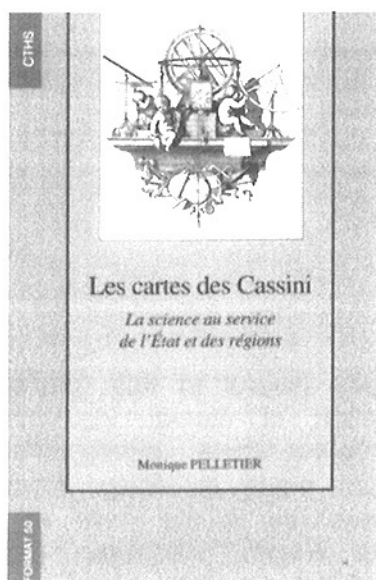 CTHS
Les cartes des Cassini
La science au service
de l'État et des régions
Monique PELLETIER
FORMAT 50